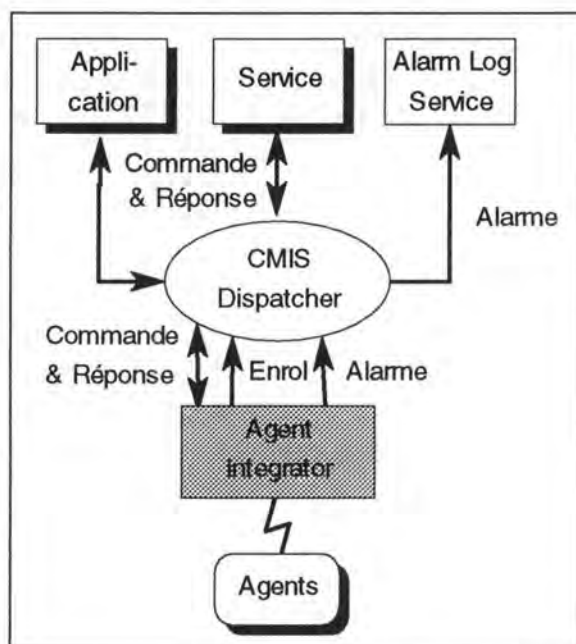 Appli-
cation
Service
Alarm Log
Service
Commande
& Réponse
Alarme
CMIS
Dispatcher
Commande
& Réponse
Enrol
Alarme
Agent
integrator
Agents